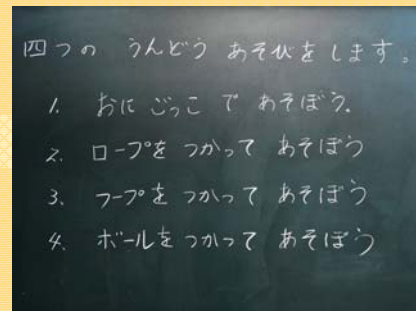 四つの うんどう あそびをします。
1. おにごっこ で あそぼう。
2. ロープを つかって あそぼう
3. フープを つかって あそぼう
4. ボールを つかって あそぼう